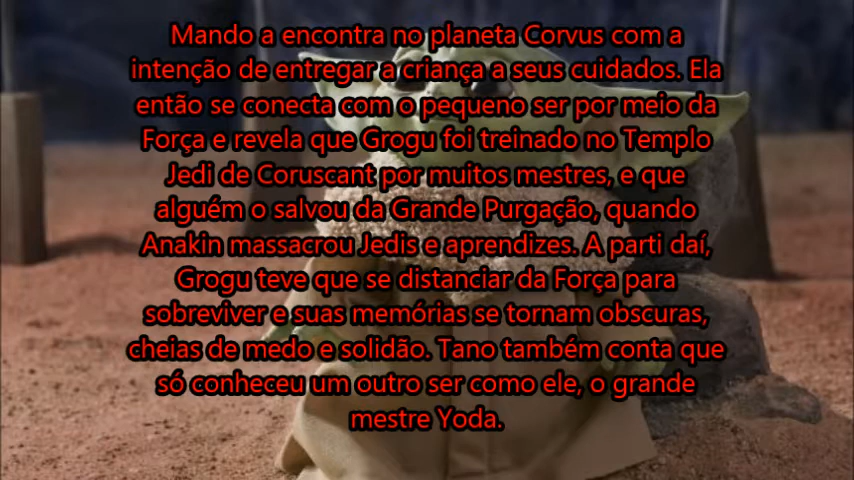 Mando a encontra no planeta Corvus com a
intenção de entregar a criança a seus cuidados. Ela
então se conecta com o pequeno ser por meio da
Força e revela que Grogu foi treinado no Templo
Jedi de Coruscant por muitos mestres, e que
alguém o salvou da Grande Purgação, quando
Anakin massacrou Jedis e aprendizes. A parti daí,
Grogu teve que se distanciar da Força para
sobreviver e suas memórias se tornam obscuras,
cheias de medo e solidão. Tano também conta que
só conheceu um outro ser como ele, o grande
mestre Yoda.